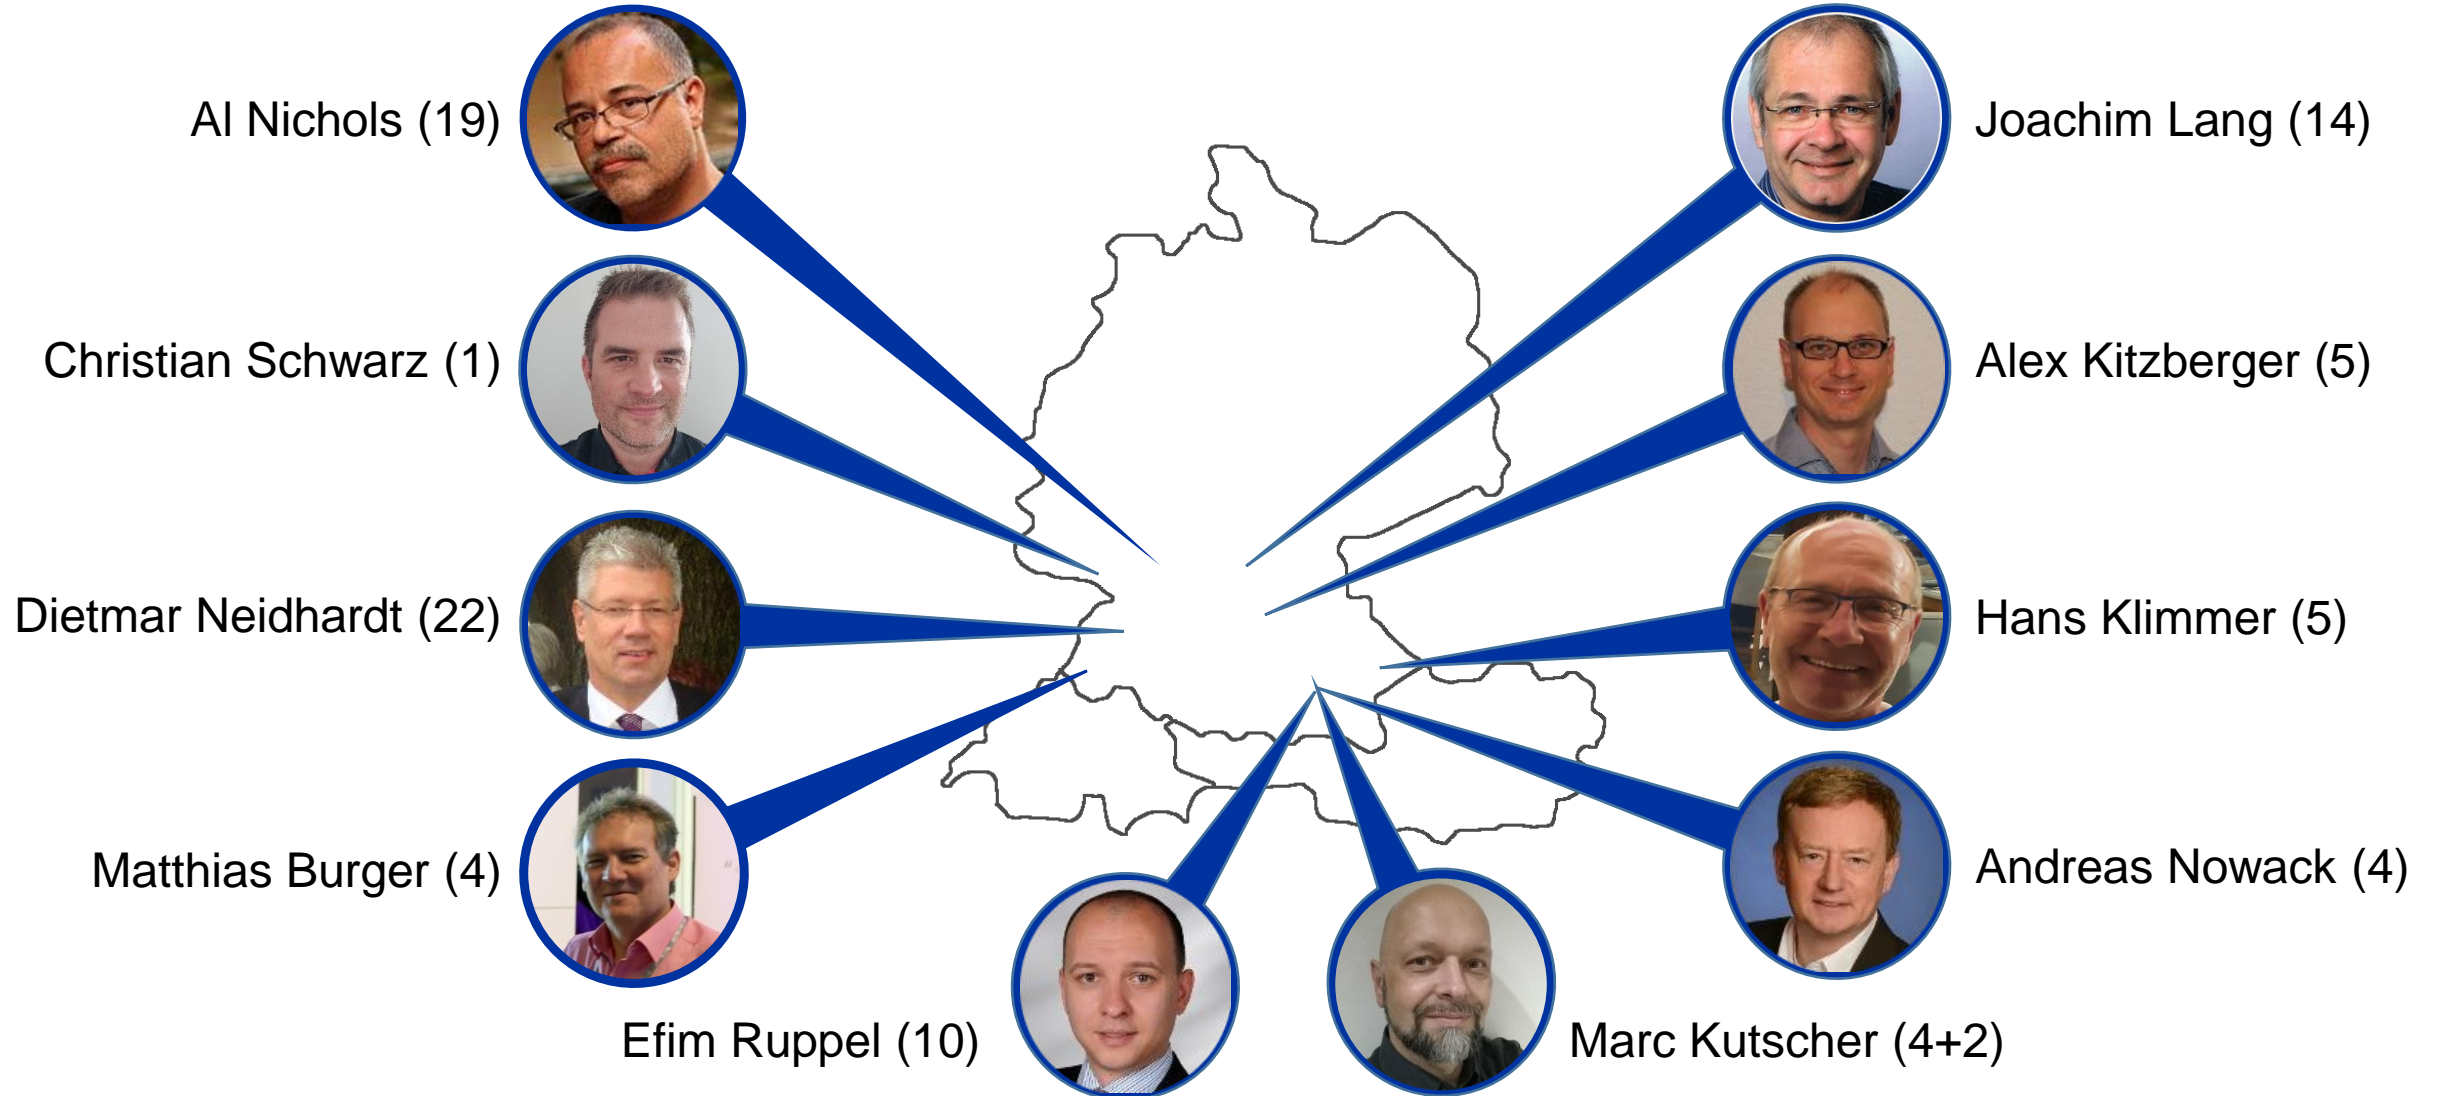 Al Nichols (19)
Joachim Lang (14)
Christian Schwarz (1)
Alex Kitzberger (5)
Dietmar Neidhardt (22)
Hans Klimmer (5)
Matthias Burger (4)
Andreas Nowack (4)
Efim Ruppel (10)
Marc Kutscher (4+2)